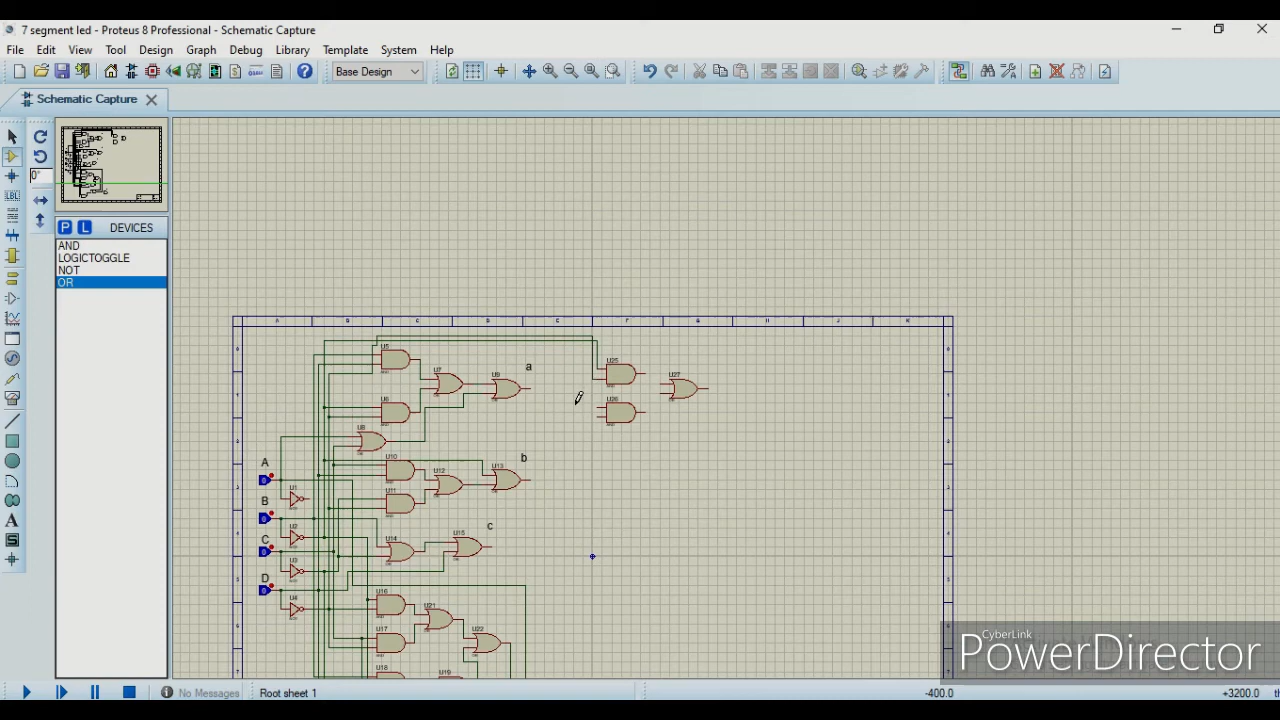 7 segment led - Proteus 8 Professional - Schematic Capture
File Edit View Tool Design Graph Debug Library Template System Help
Base Design
Schematic Capture
0°
LBL
P L DEVICES
AND
LOGICTOGGLE
NOT
OR
U5
U7
U9
a
U25
U27
U6
U26
U8
A
U10
U12
U13
b
U1
U11
B
U2
C
U14
U15
c
U3
D
U4
U16
U21
U17
U22
U18
U19
CyberLink
PowerDirector
No Messages
Root sheet 1
-400.0
+3200.0
th